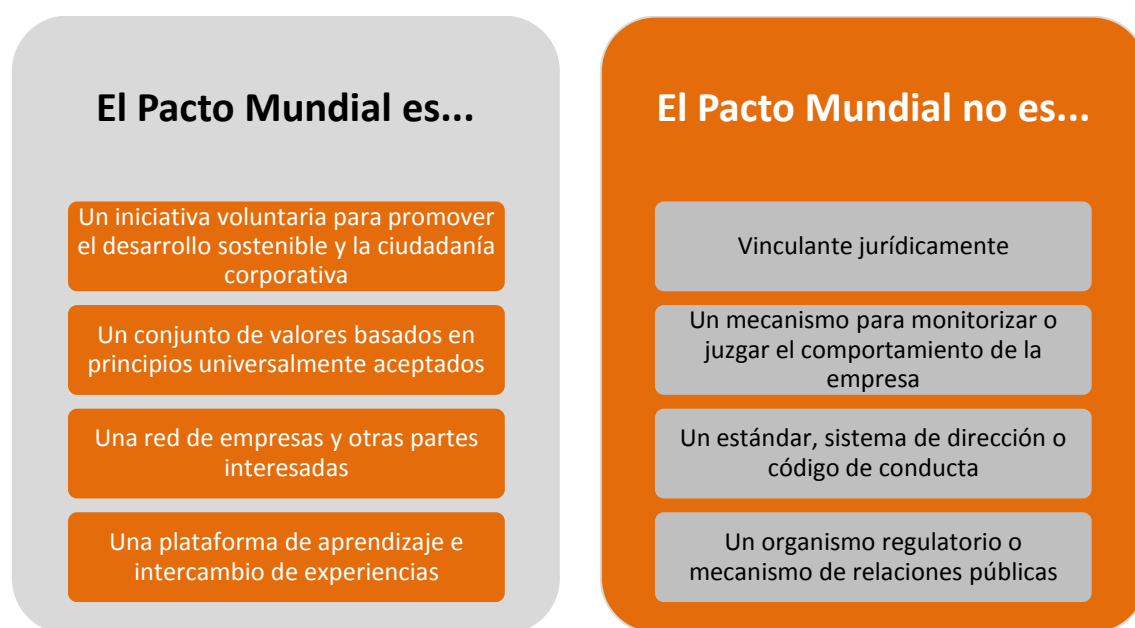 El Pacto Mundial es...
Un iniciativa voluntaria para promover
el desarrollo sostenible y la ciudadanía
corporativa
Un conjunto de valores basados en
principios universalmente aceptados
Una red de empresas y otras partes
interesadas
Una plataforma de aprendizaje e
intercambio de experiencias
El Pacto Mundial no es...
Vinculante jurídicamente
Un mecanismo para monitorizar o
juzgar el comportamiento de la
empresa
Un estándar, sistema de dirección o
código de conducta
Un organismo regulatorio o
mecanismo de relaciones públicas